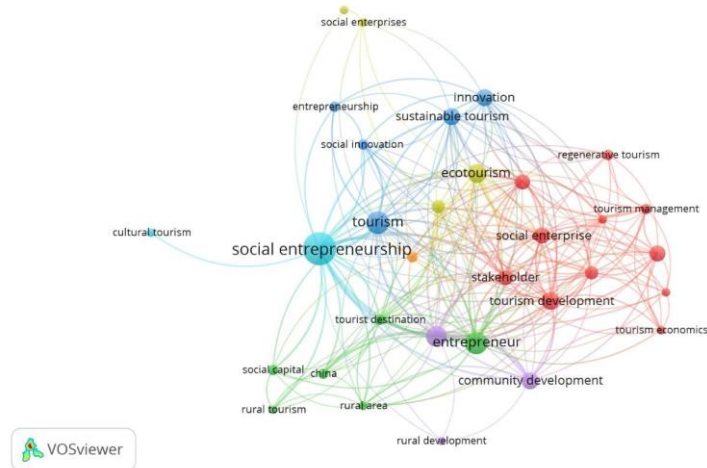 social enterprises
innovation
entrepreneurship
sustainable tourism
social innovation
regenerative tourism
ecotourism
tourism management
tourism
cultural tourism
social enterprise
social entrepreneurship
stakeholder
tourism development
tourist destination
tourism economics
entrepreneur
social capital
china
community development
rural area
rural tourism
rural development
VOSviewer